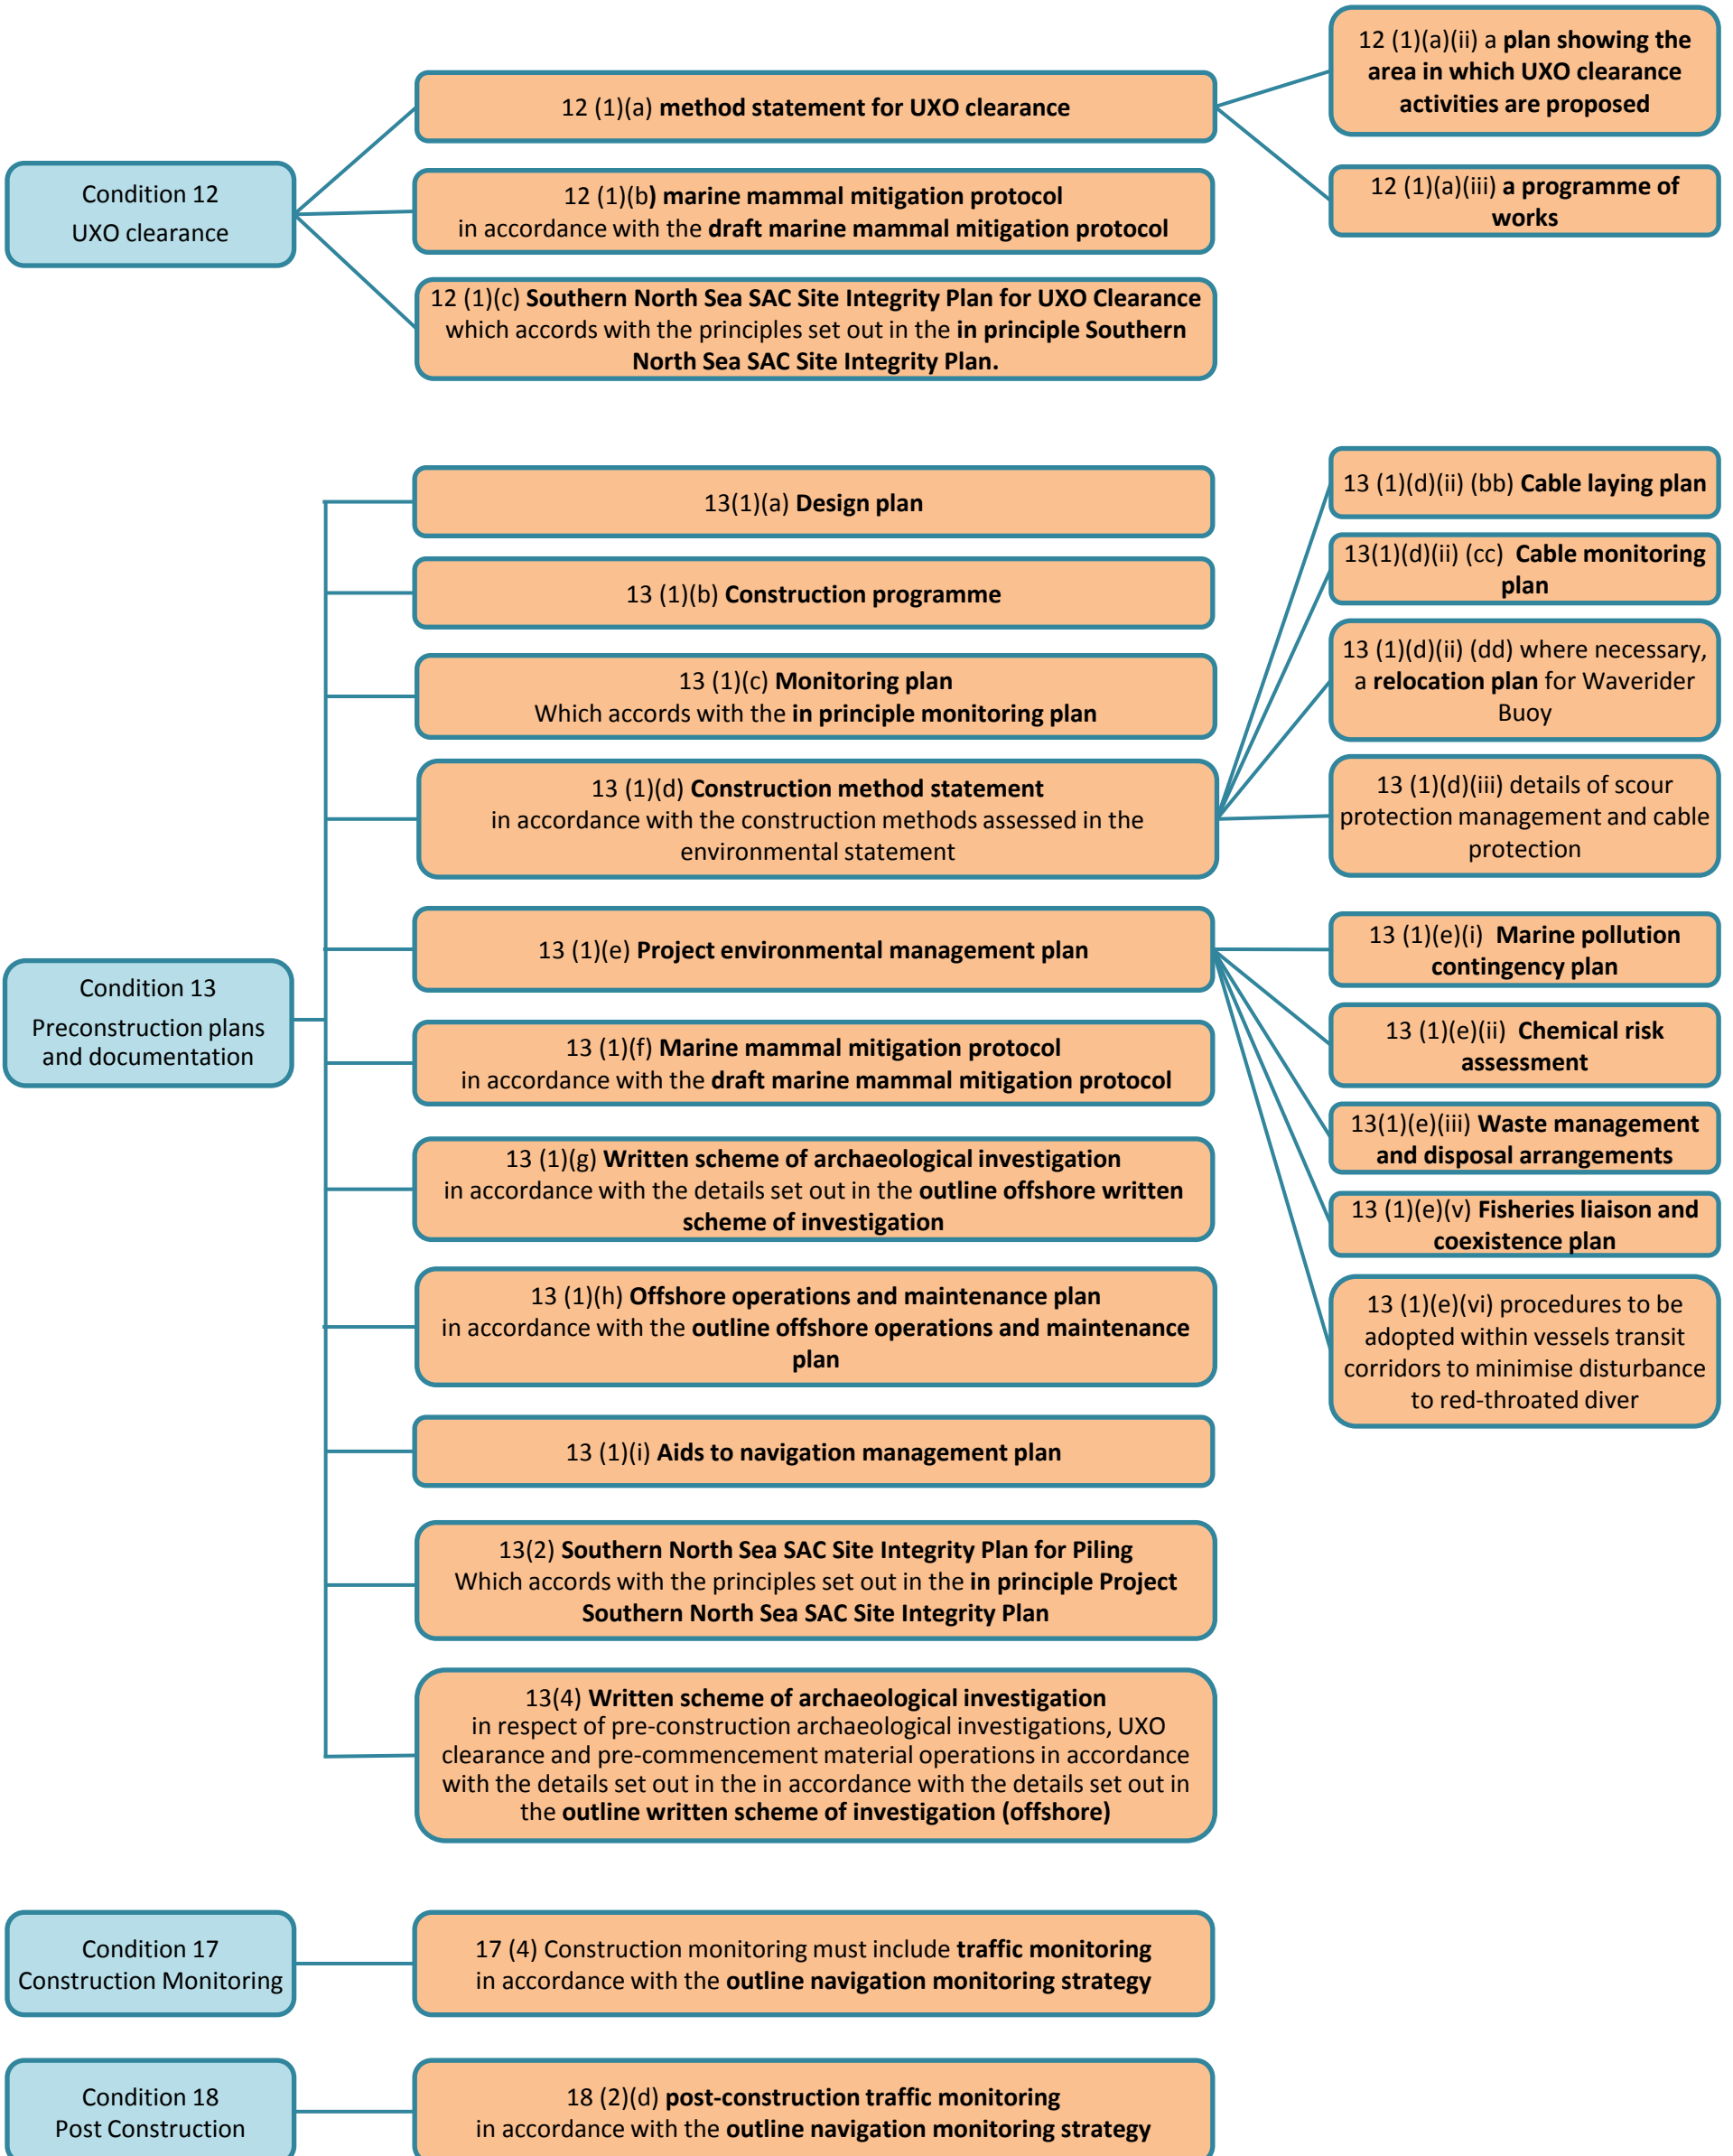 Condition 12
UXO clearance
12 (1)(a) method statement for UXO clearance
12 (1)(a)(ii) a plan showing the
area in which UXO clearance
activities are proposed
12 (1)(a)(iii) a programme of
works
12 (1)(b) marine mammal mitigation protocol
in accordance with the draft marine mammal mitigation protocol
12 (1)(c) Southern North Sea SAC Site Integrity Plan for UXO Clearance
which accords with the principles set out in the in principle Southern
North Sea SAC Site Integrity Plan.
Condition 13
Preconstruction plans
and documentation
13(1)(a) Design plan
13 (1)(b) Construction programme
13 (1)(c) Monitoring plan
Which accords with the in principle monitoring plan
13 (1)(d) Construction method statement
in accordance with the construction methods assessed in the
environmental statement
13 (1)(d)(ii) (bb) Cable laying plan
13(1)(d)(ii) (cc) Cable monitoring
plan
13 (1)(d)(ii) (dd) where necessary,
a relocation plan for Waverider
Buoy
13 (1)(d)(iii) details of scour
protection management and cable
protection
13 (1)(e) Project environmental management plan
13 (1)(e)(i) Marine pollution
contingency plan
13 (1)(e)(ii) Chemical risk
assessment
13(1)(e)(iii) Waste management
and disposal arrangements
13 (1)(e)(v) Fisheries liaison and
coexistence plan
13 (1)(e)(vi) procedures to be
adopted within vessels transit
corridors to minimise disturbance
to red-throated diver
13 (1)(f) Marine mammal mitigation protocol
in accordance with the draft marine mammal mitigation protocol
13 (1)(g) Written scheme of archaeological investigation
in accordance with the details set out in the outline offshore written
scheme of investigation
13 (1)(h) Offshore operations and maintenance plan
in accordance with the outline offshore operations and maintenance
plan
13 (1)(i) Aids to navigation management plan
13(2) Southern North Sea SAC Site Integrity Plan for Piling
Which accords with the principles set out in the in principle Project
Southern North Sea SAC Site Integrity Plan
13(4) Written scheme of archaeological investigation
in respect of pre-construction archaeological investigations, UXO
clearance and pre-commencement material operations in accordance
with the details set out in the in accordance with the details set out in
the outline written scheme of investigation (offshore)
Condition 17
Construction Monitoring
17 (4) Construction monitoring must include traffic monitoring
in accordance with the outline navigation monitoring strategy
Condition 18
Post Construction
18 (2)(d) post-construction traffic monitoring
in accordance with the outline navigation monitoring strategy